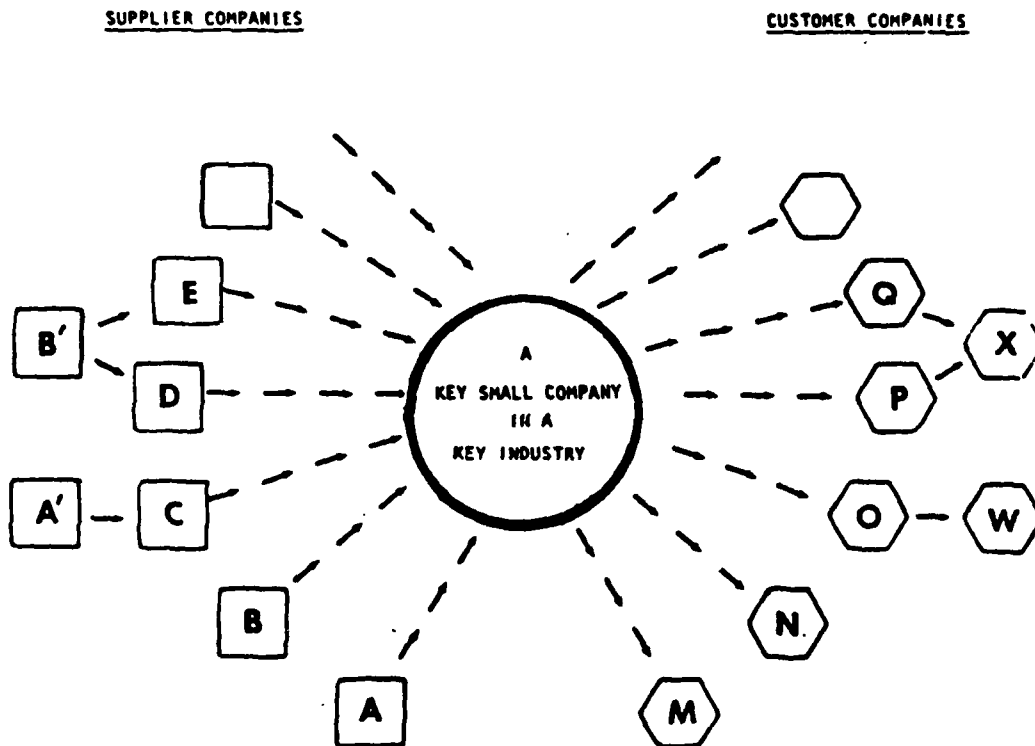 SUPPLIER COMPANIES
CUSTOMER COMPANIES
E
Q
B'
X
D
P
A
KEY SMALL COMPANY
IN A
KEY INDUSTRY
A'
C
O
W
B
N
A
M